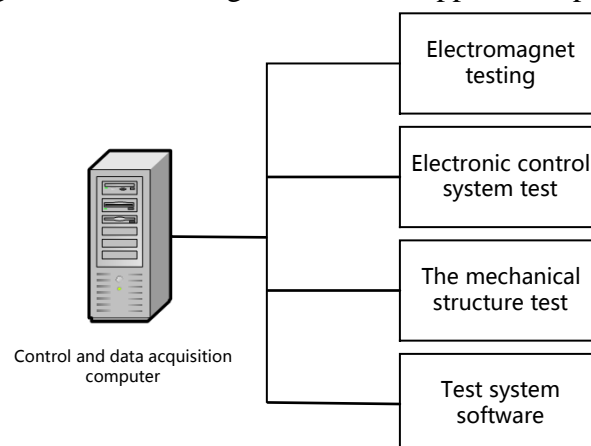 Electromagnet
testing
Electronic control
system test
The mechanical
structure test
Test system
software
Control and data acquisition
computer